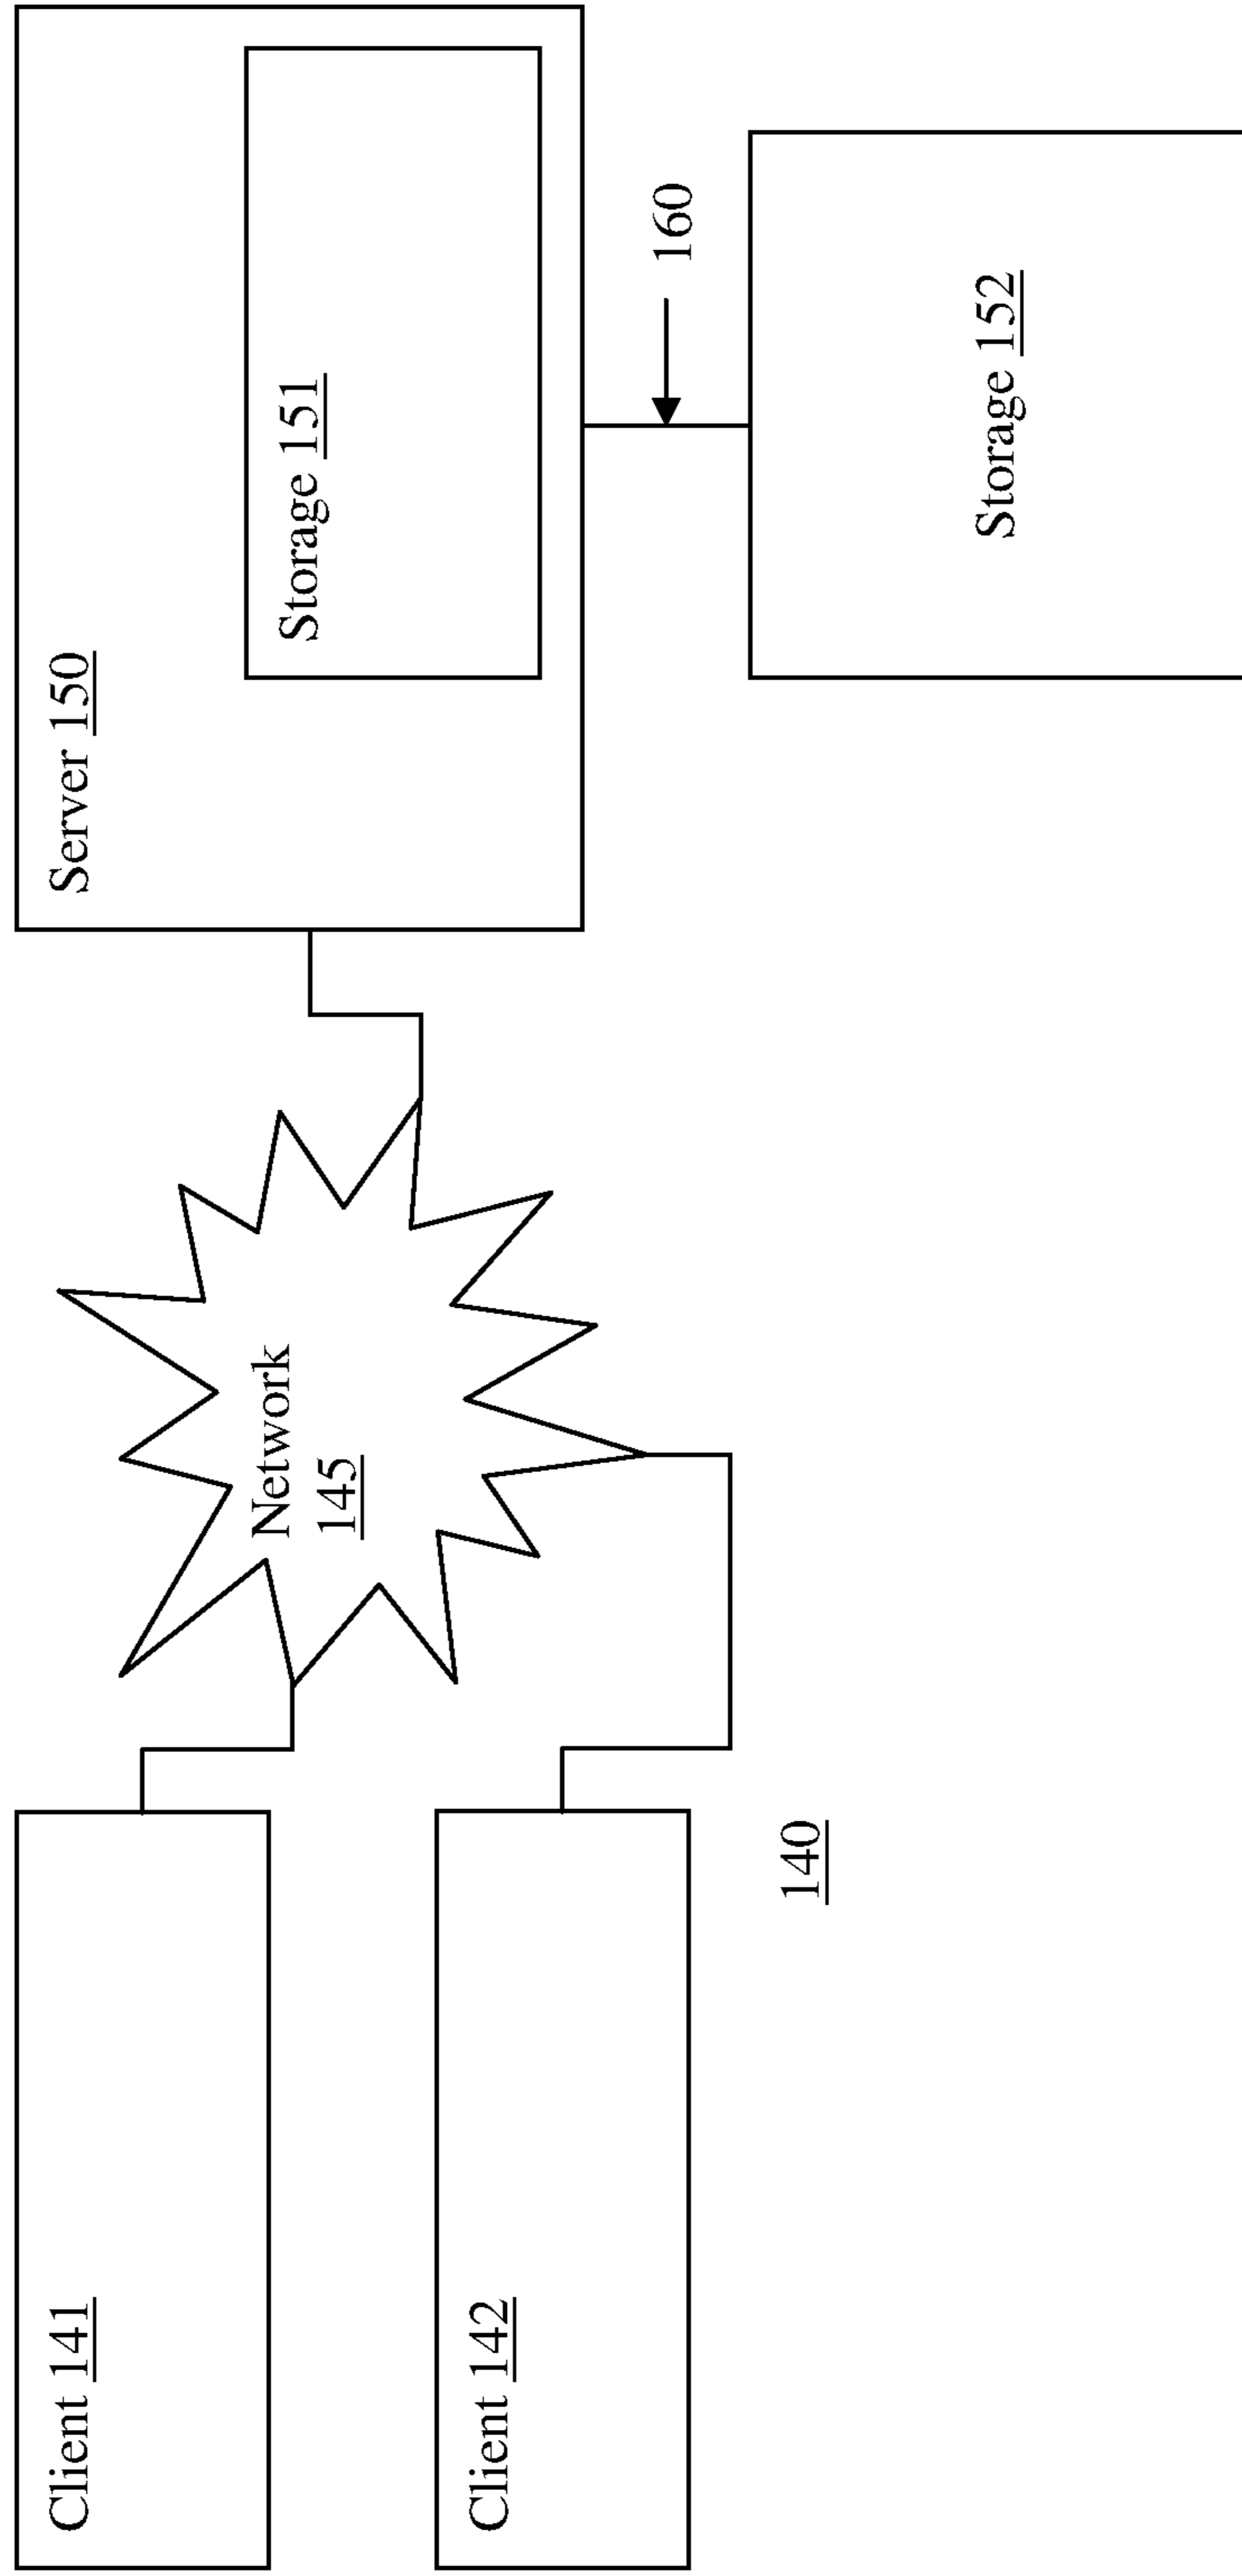 Client 141
Client 142
140
Network
145
Server 150
Storage 151
160
Storage 152